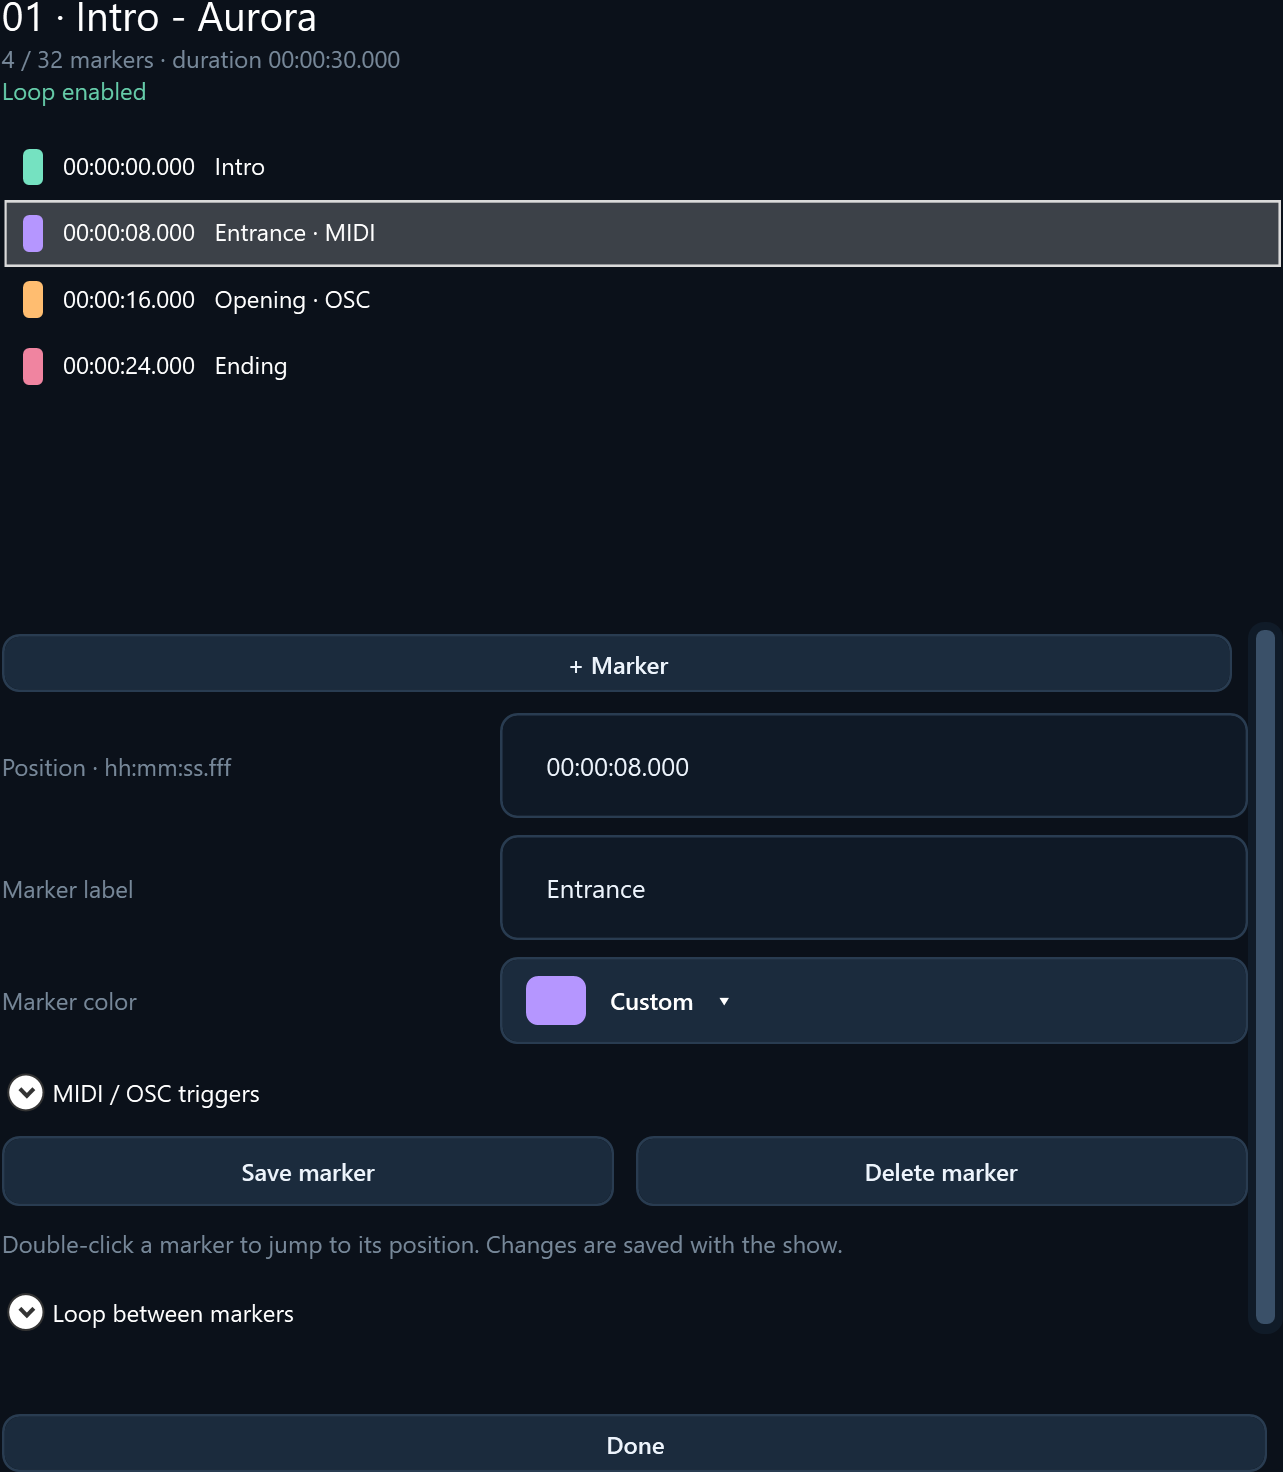 01 · Intro - Aurora
4 / 32 markers · duration 00:00:30.000
Loop enabled
00:00:00.000 Intro
00:00:08.000 Entrance · MIDI
00:00:16.000 Opening · OSC
00:00:24.000 Ending
+ Marker
Position · hh:mm:ss.fff 00:00:08.000
Marker label Entrance
Marker color Custom
MIDI / OSC triggers
Save marker Delete marker
Double-click a marker to jump to its position. Changes are saved with the show.
Loop between markers
Done